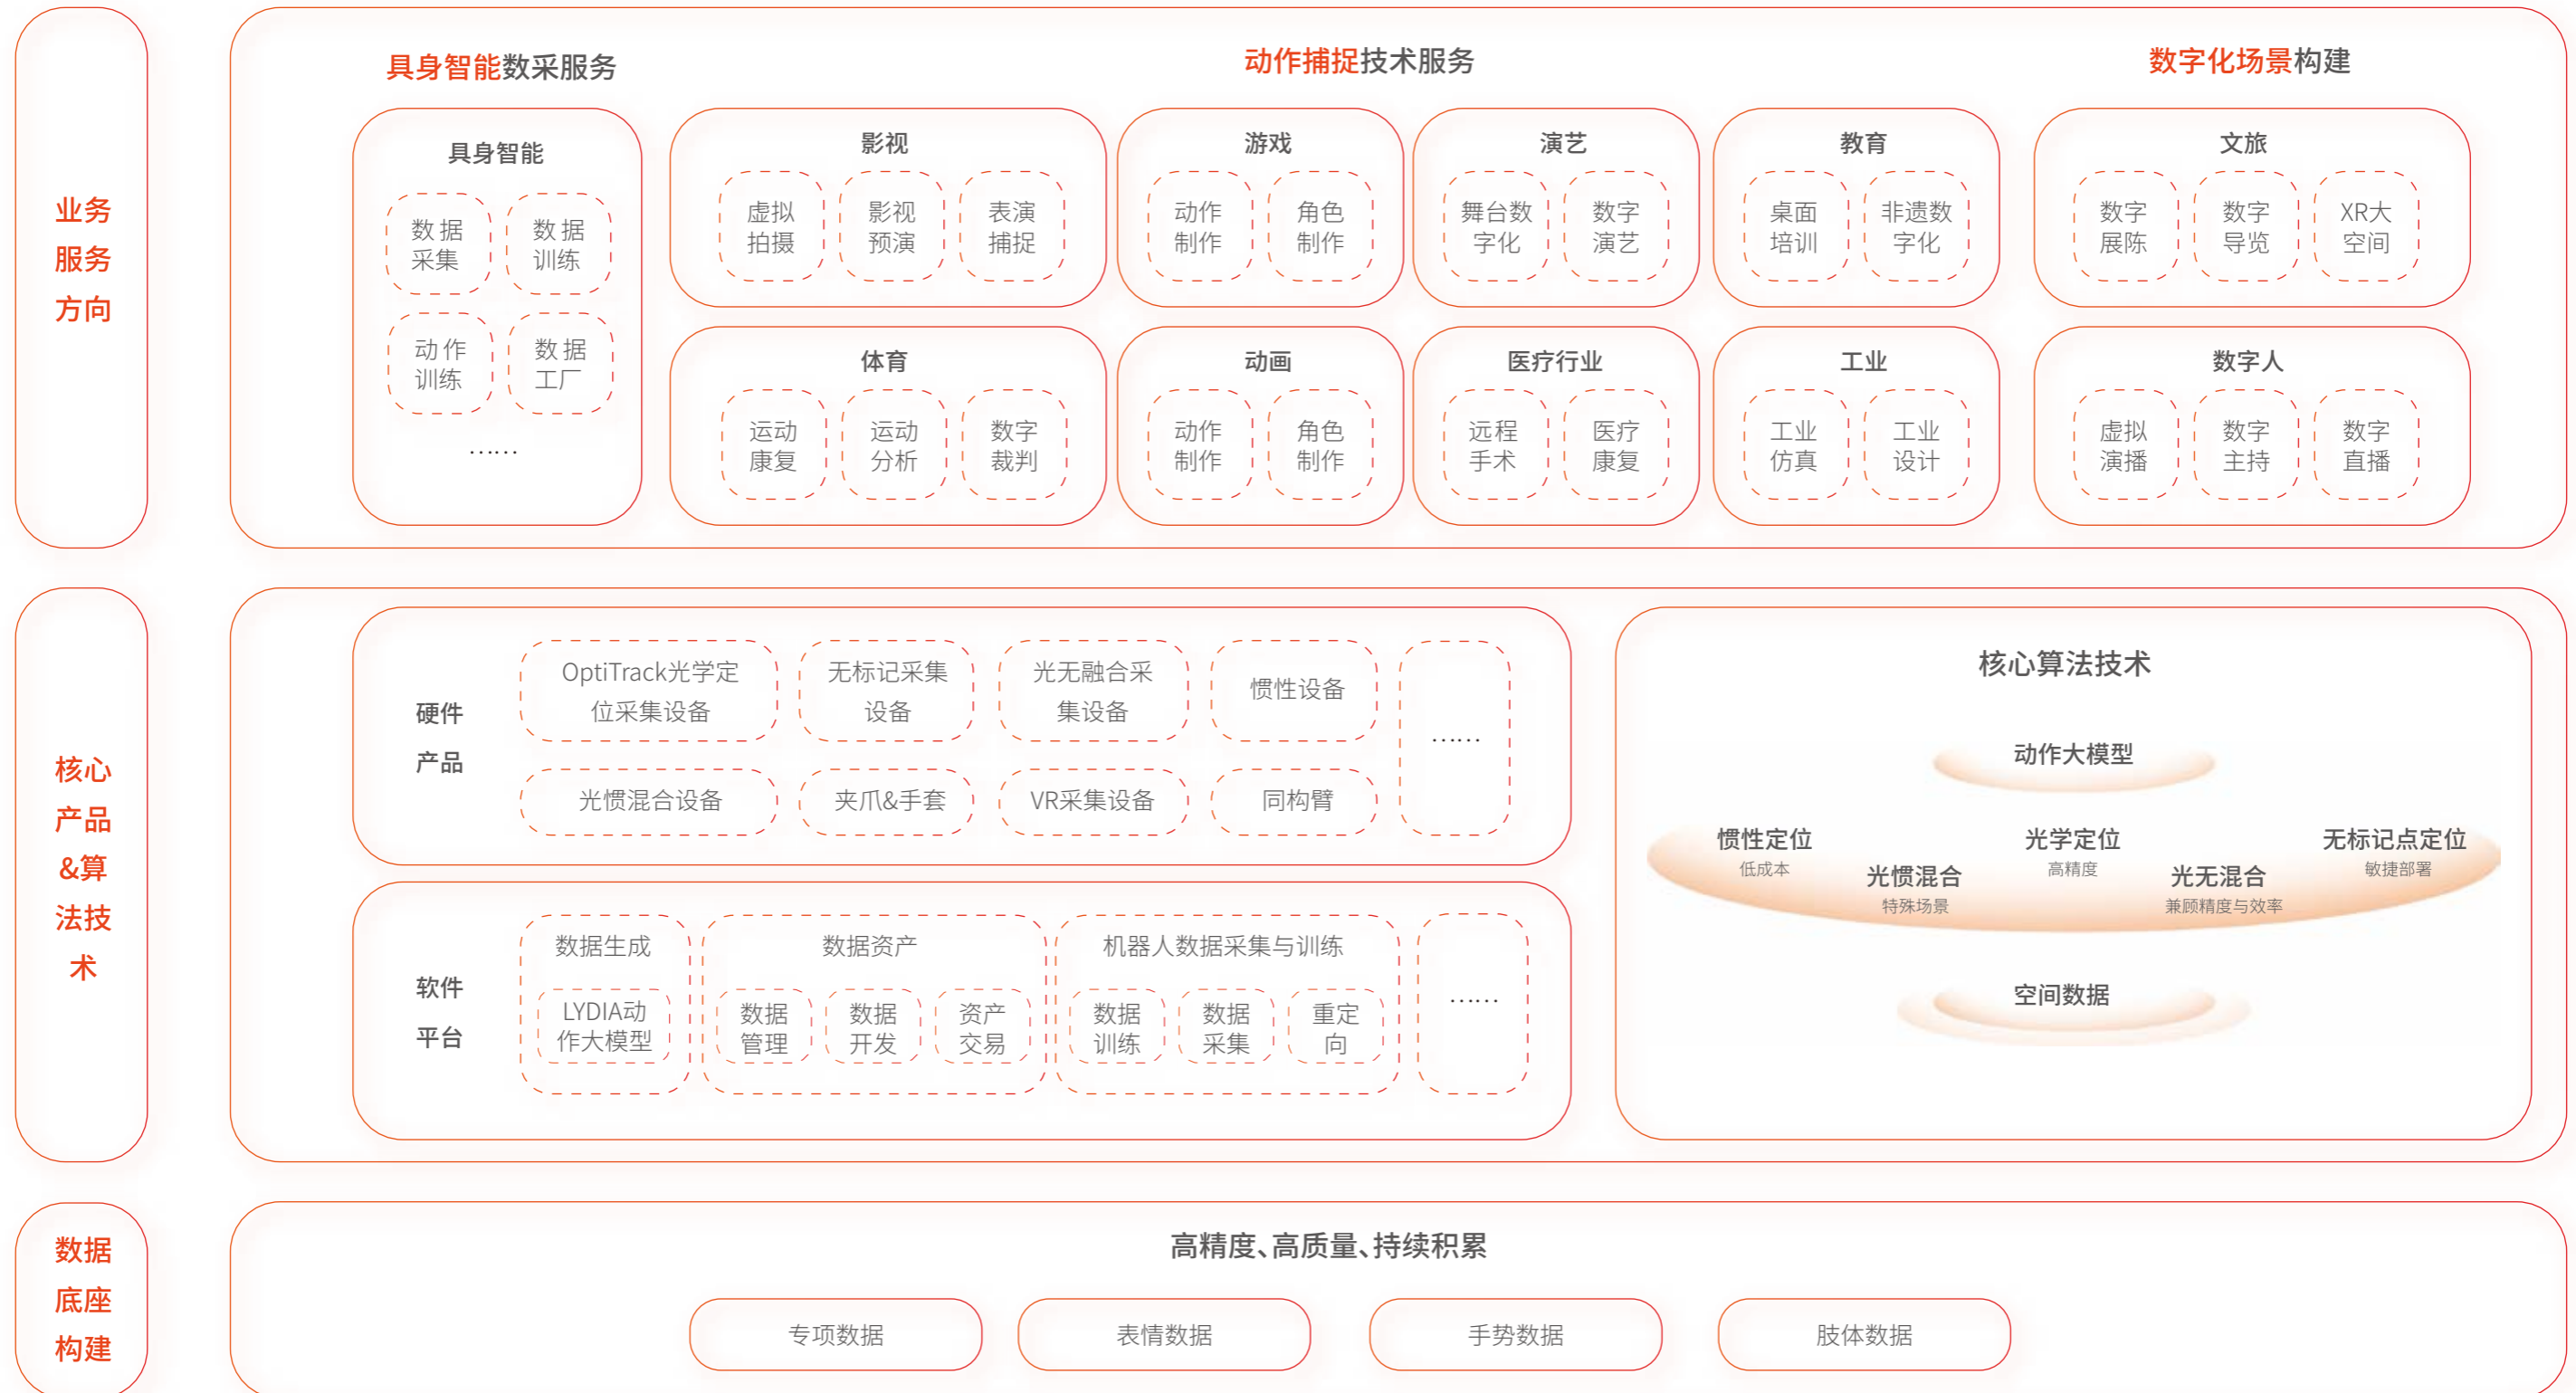 业务
服务
方向
具身智能数采服务
动作捕捉技术服务
数字化场景构建
具身智能
数据
采集
数据
训练
动作
训练
数据
工厂
……
影视
虚拟
拍摄
影视
预演
表演
捕捉
游戏
动作
制作
角色
制作
演艺
舞台数
字化
数字
演艺
教育
桌面
培训
非遗数
字化
文旅
数字
展陈
数字
导览
XR大
空间
体育
运动
康复
运动
分析
数字
裁判
动画
动作
制作
角色
制作
医疗行业
远程
手术
医疗
康复
工业
工业
仿真
工业
设计
数字人
虚拟
演播
数字
主持
数字
直播
核心
产品
&算
法技
术
硬件
产品
OptiTrack光学定
位采集设备
无标记采集
设备
光无融合采
集设备
惯性设备
光惯混合设备
夹爪&手套
VR采集设备
同构臂
……
软件
平台
数据生成
LYDIA动
作大模型
数据资产
数据
管理
数据
开发
资产
交易
机器人数据采集与训练
数据
训练
数据
采集
重定
向
……
核心算法技术
动作大模型
惯性定位
低成本
光惯混合
特殊场景
光学定位
高精度
光无混合
兼顾精度与效率
无标记点定位
敏捷部署
空间数据
数据
底座
构建
高精度、高质量、持续积累
专项数据
表情数据
手势数据
肢体数据